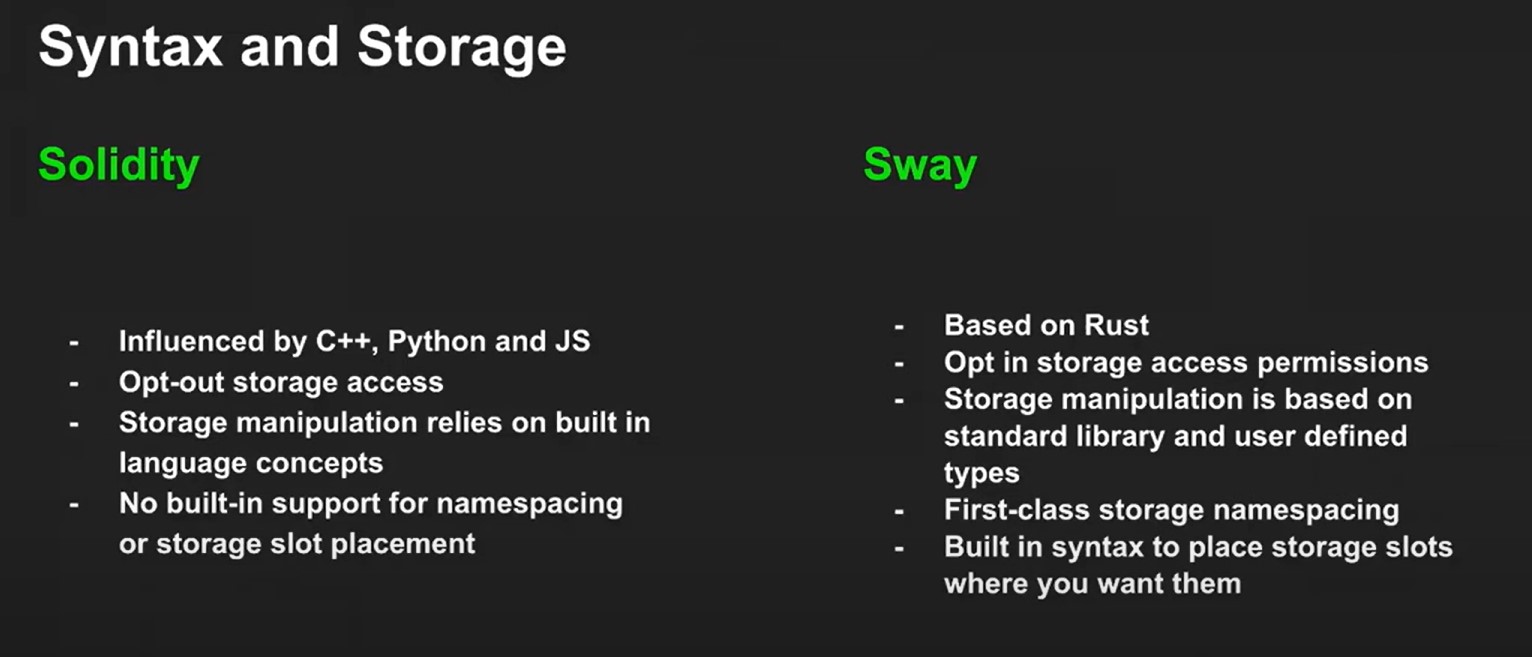 Syntax and Storage
Solidity
- Influenced by C++, Python and JS
- Opt-out storage access
- Storage manipulation relies on built in
language concepts
- No built-in support for namespacing
or storage slot placement
Sway
- Based on Rust
- Opt in storage access permissions
- Storage manipulation is based on
standard library and user defined
types
- First-class storage namespacing
- Built in syntax to place storage slots
where you want them